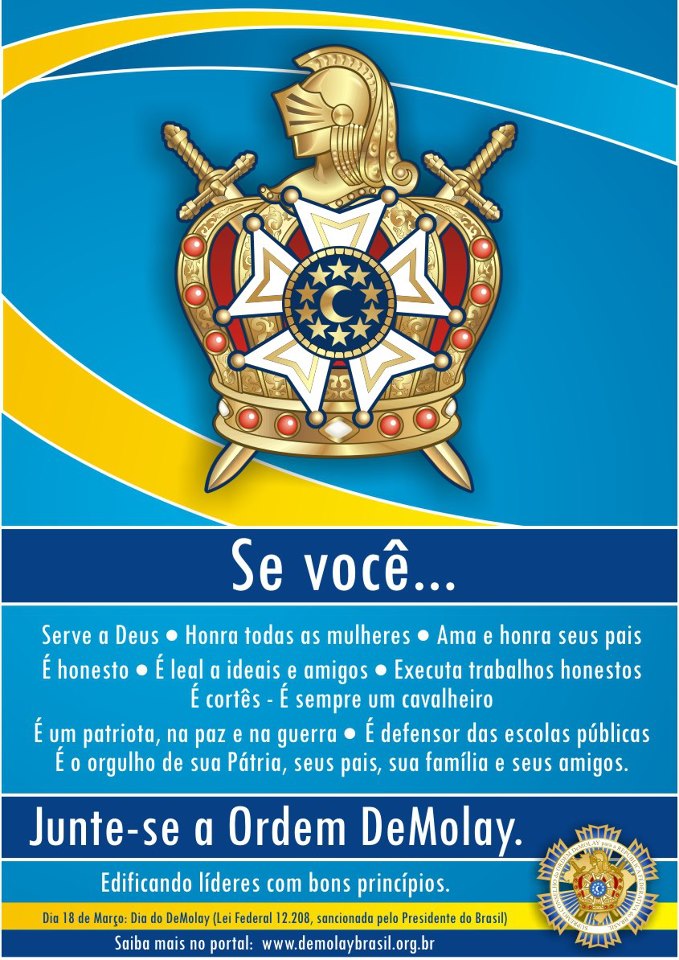 Se você...
Serve a Deus ● Honra todas as mulheres ● Ama e honra seus pais
É honesto ● É leal a ideais e amigos ● Executa trabalhos honestos
É cortês - É sempre um cavalheiro
É um patriota, na paz e na guerra ● É defensor das escolas públicas
É o orgulho de sua Pátria, seus pais, sua família e seus amigos.
Junte-se a Ordem DeMolay.
Edificando líderes com bons princípios.
Dia 18 de Março: Dia do DeMolay (Lei Federal 12.208, sancionada pelo Presidente do Brasil)
Saiba mais no portal: www.demolaybrasil.org.br